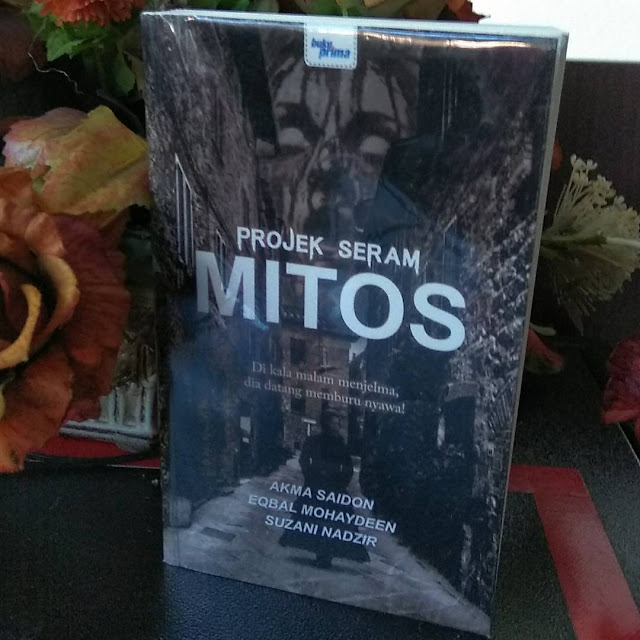 buku
prima
PROJEK SERAM
MITOS
Di kala malam menjelma,
dia datang memburu nyawa!
AKMA SAIDON
EQBAL MOHAYDEEN
SUZANI NADZIR